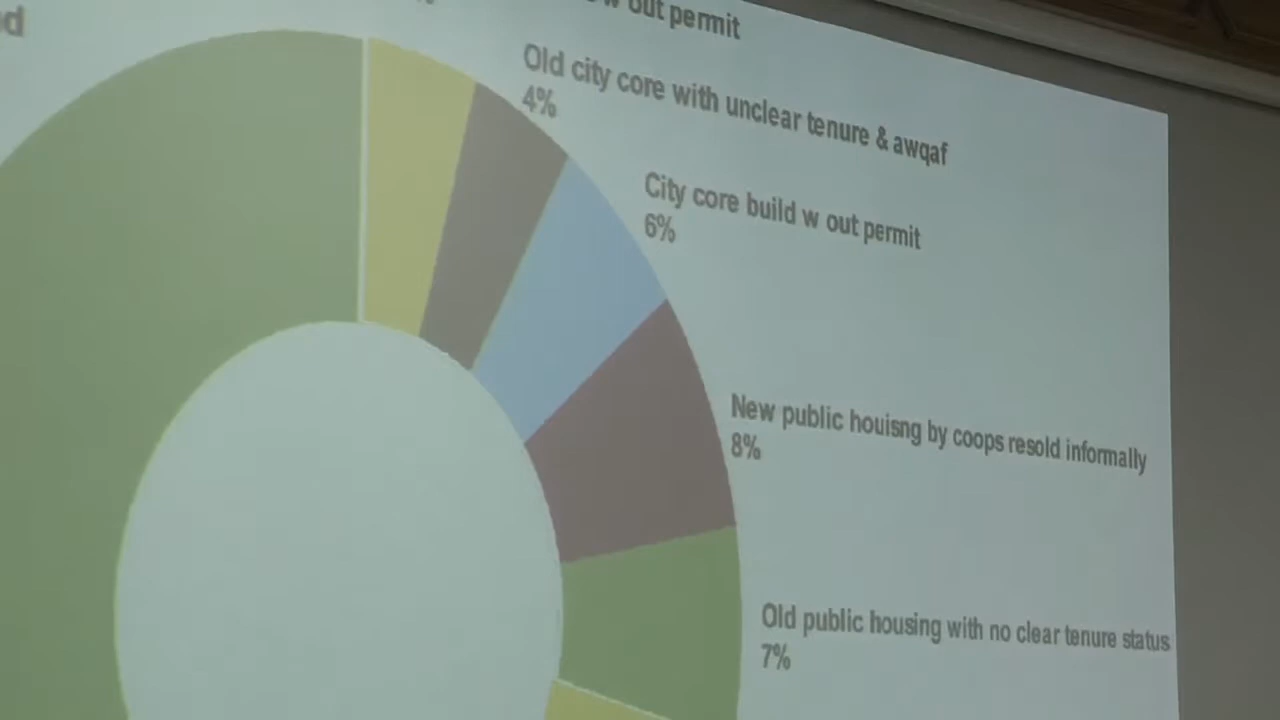 out permit
Old city core with unclear tenure & awqaf
4%
City core build w out permit
6%
New public houisng by coops resold informally
8%
Old public housing with no clear tenure status
7%